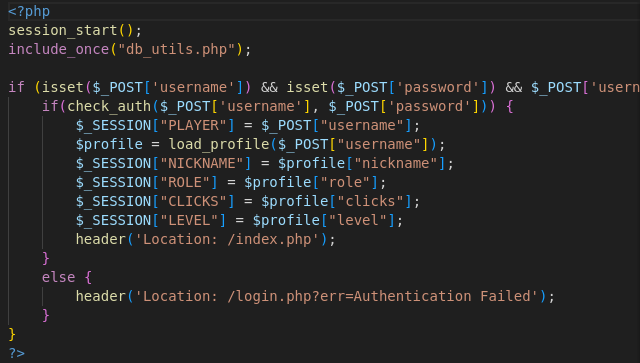 <?php
session_start();
include_once("db_utils.php");
if (isset($_POST['username']) && isset($_POST['password']) && $_POST['usern
if(check_auth($_POST['username'], $_POST['password'])) {
$_SESSION["PLAYER"] = $_POST["username"];
$profile = load_profile($_POST["username"]);
$_SESSION["NICKNAME"] = $profile["nickname"];
$_SESSION["ROLE"] = $profile["role"];
$_SESSION["CLICKS"] = $profile["clicks"];
$_SESSION["LEVEL"] = $profile["level"];
header('Location: /index.php');
}
else {
header('Location: /login.php?err=Authentication Failed');
}
}
?>